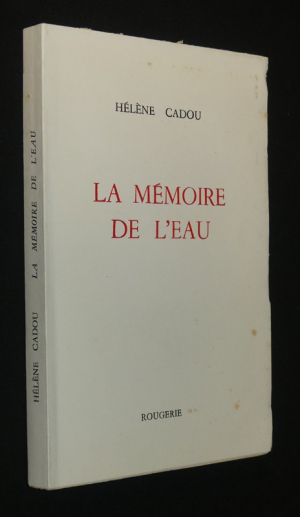 HÉLÈNE CADOU
LA MÉMOIRE
DE L'EAU
ROUGERIE
HÉLÈNE CADOU LA MÉMOIRE DE L'EAU